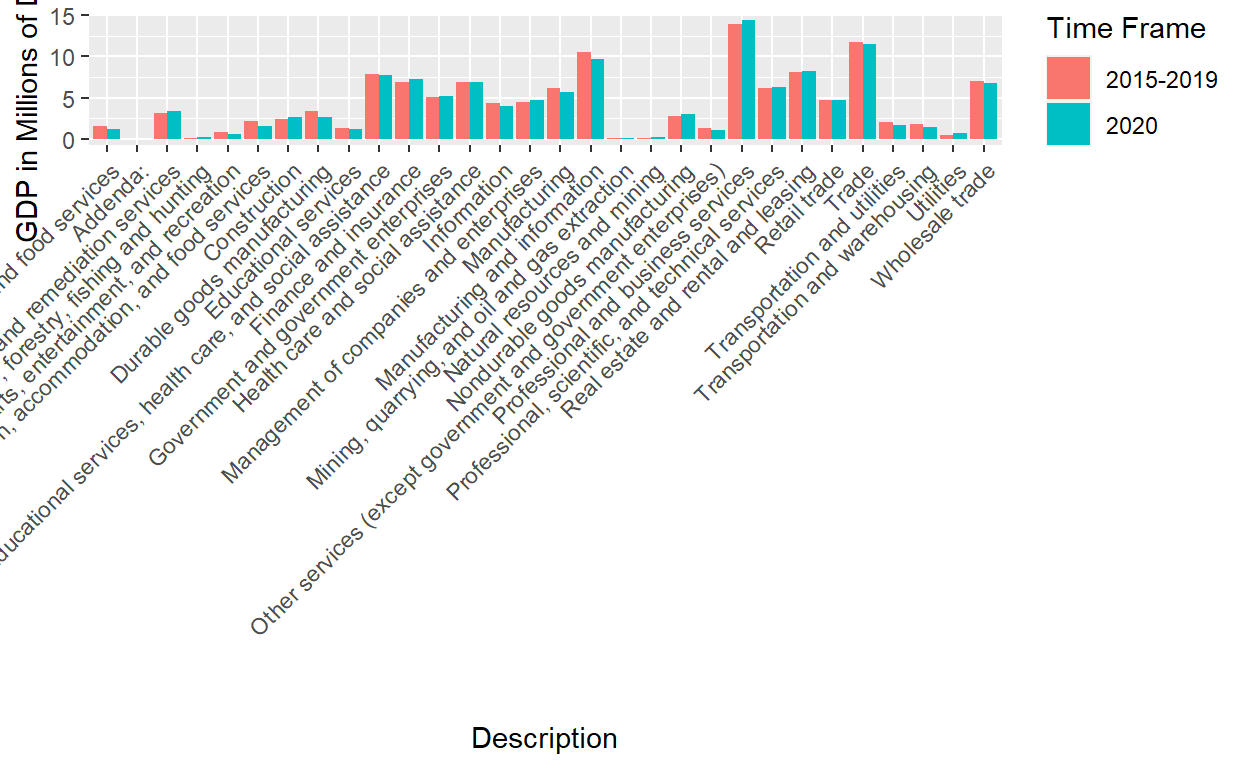 GDP in Millions of D
15
10
5
0
nd food services
Addenda:
and remediation services
, forestry, fishing and hunting
rts, entertainment, and recreation
n, accommodation, and food services
Construction
Durable goods manufacturing
Educational services
ducational services, health care, and social assistance
Finance and insurance
Government and government enterprises
Health care and social assistance
Information
Management of companies and enterprises
Manufacturing
Manufacturing and information
Mining, quarrying, and oil and gas extraction
Natural resources and mining
Nondurable goods manufacturing
Other services (except government and government enterprises)
Professional and business services
Professional, scientific, and technical services
Real estate and rental and leasing
Retail trade
Trade
Transportation and utilities
Transportation and warehousing
Utilities
Wholesale trade
Description
Time Frame
2015-2019
2020